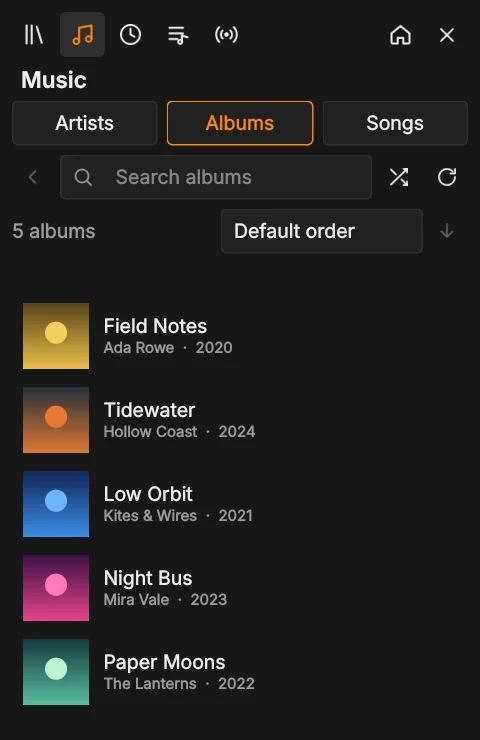 Music
Artists
Albums
Songs
Search albums
5 albums
Default order
Field Notes
Ada Rowe · 2020
Tidewater
Hollow Coast · 2024
Low Orbit
Kites & Wires · 2021
Night Bus
Mira Vale · 2023
Paper Moons
The Lanterns · 2022